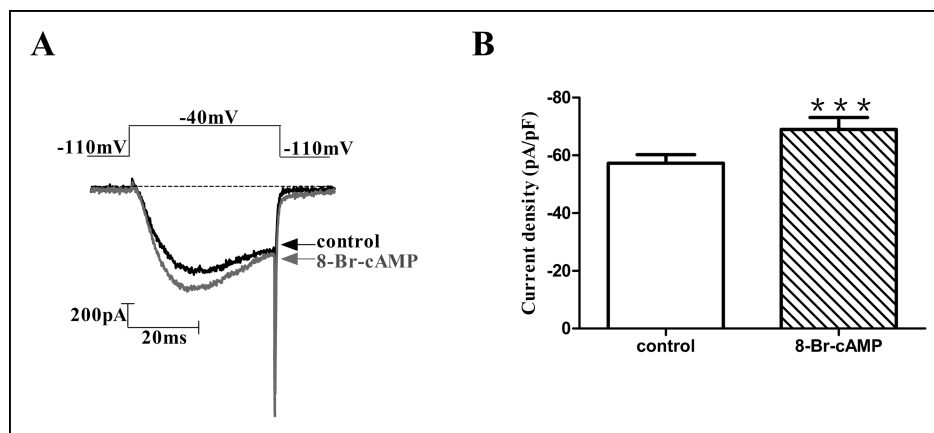 A
-40mV
-110mV
-110mV
control
8-Br-cAMP
200pA
20ms
B
***
Current density (pA/pF)
-80
-60
-40
-20
0
control
8-Br-cAMP